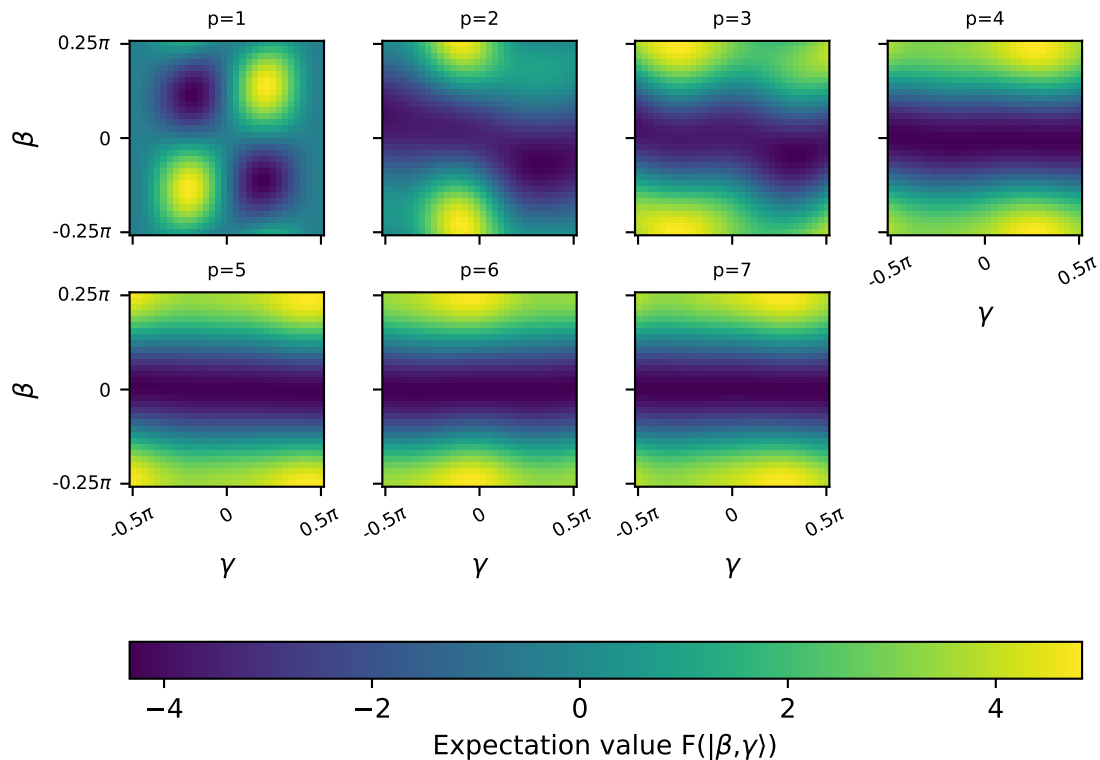 p=1 p=2 p=3 p=4
0.25π
β
0
-0.25π
-0.5π 0 0.5π
γ
p=5 p=6 p=7
0.25π
β
0
-0.25π
-0.5π 0 0.5π -0.5π 0 0.5π -0.5π 0 0.5π
γ γ γ
−4 −2 0 2 4
Expectation value F(|β,γ⟩)